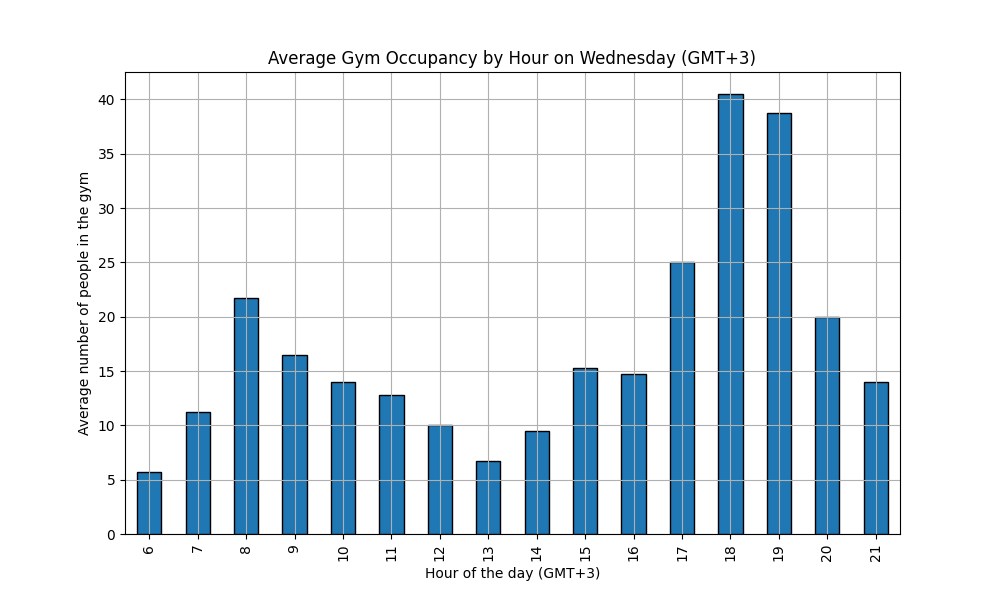 Average Gym Occupancy by Hour on Wednesday (GMT+3)
Average number of people in the gym
40
35
30
25
20
15
10
5
0
6 7 8 9 10 11 12 13 14 15 16 17 18 19 20 21
Hour of the day (GMT+3)